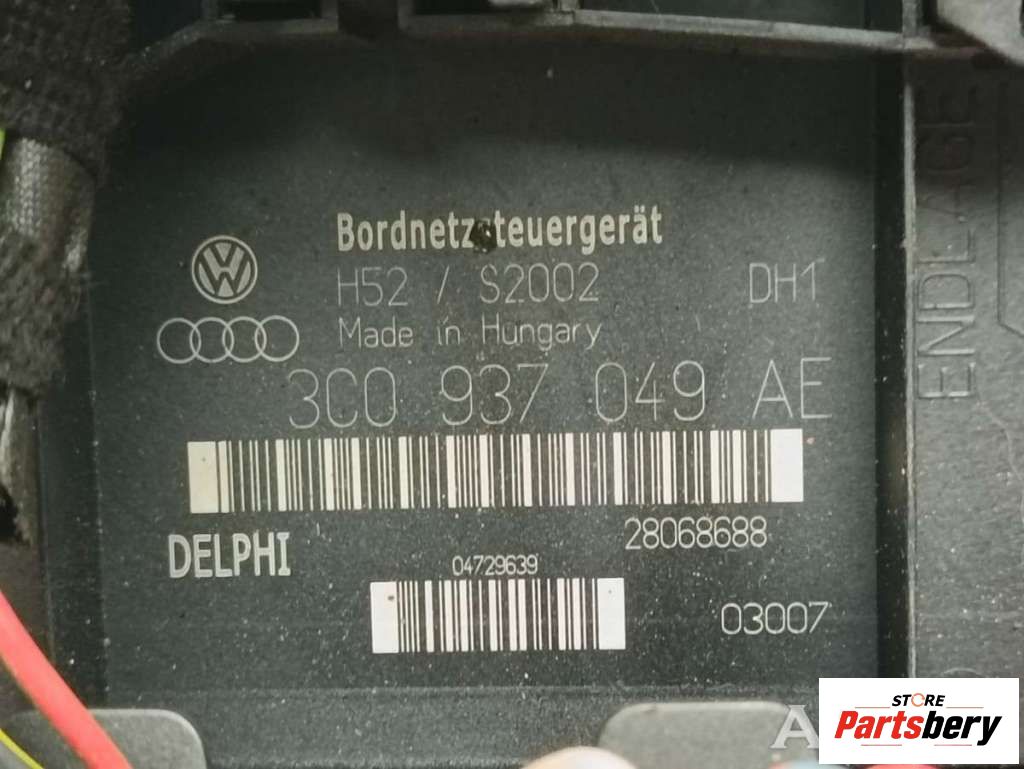 Bordnetzsteuergerät
H52 / S2002 DH1
Made in Hungary
3C0 937 049 AE
DELPHI
28068688
04729639
03007
ENDLAGE
STORE
Partsbery